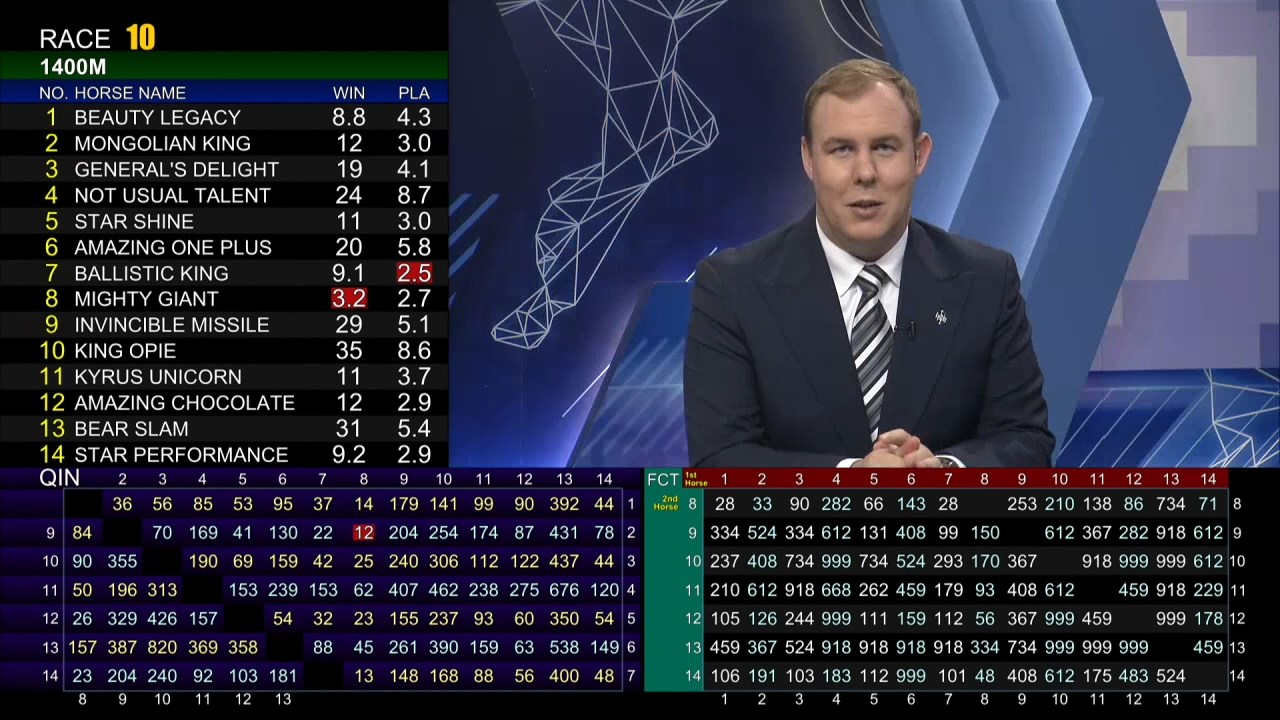 RACE 10
1400M
NO. HORSE NAME WIN PLA
1 BEAUTY LEGACY 8.8 4.3
2 MONGOLIAN KING 12 3.0
3 GENERAL'S DELIGHT 19 4.1
4 NOT USUAL TALENT 24 8.7
5 STAR SHINE 11 3.0
6 AMAZING ONE PLUS 20 5.8
7 BALLISTIC KING 9.1 2.5
8 MIGHTY GIANT 3.2 2.7
9 INVINCIBLE MISSILE 29 5.1
10 KING OPIE 35 8.6
11 KYRUS UNICORN 11 3.7
12 AMAZING CHOCOLATE 12 2.9
13 BEAR SLAM 31 5.4
14 STAR PERFORMANCE 9.2 2.9
QIN 2 3 4 5 6 7 8 9 10 11 12 13 14
36 56 85 53 95 37 14 179 141 99 90 392 44 1
9 84 70 169 41 130 22 12 204 254 174 87 431 78 2
10 90 355 190 69 159 42 25 240 306 112 122 437 44 3
11 50 196 313 153 239 153 62 407 462 238 275 676 120 4
12 26 329 426 157 54 32 23 155 237 93 60 350 54 5
13 157 387 820 369 358 88 45 261 390 159 63 538 149 6
14 23 204 240 92 103 181 13 148 168 88 56 400 48 7
8 9 10 11 12 13
FCT 1st Horse 1 2 3 4 5 6 7 8 9 10 11 12 13 14
2nd Horse 8 28 33 90 282 66 143 28 253 210 138 86 734 71 8
9 334 524 334 612 131 408 99 150 612 367 282 918 612 9
10 237 408 734 999 734 524 293 170 367 918 999 999 612 10
11 210 612 918 668 262 459 179 93 408 612 459 918 229 11
12 105 126 244 999 111 159 112 56 367 999 459 999 178 12
13 459 367 524 918 918 918 918 334 734 999 999 999 459 13
14 106 191 103 183 112 999 101 48 408 612 175 483 524 14
1 2 3 4 5 6 7 8 9 10 11 12 13 14